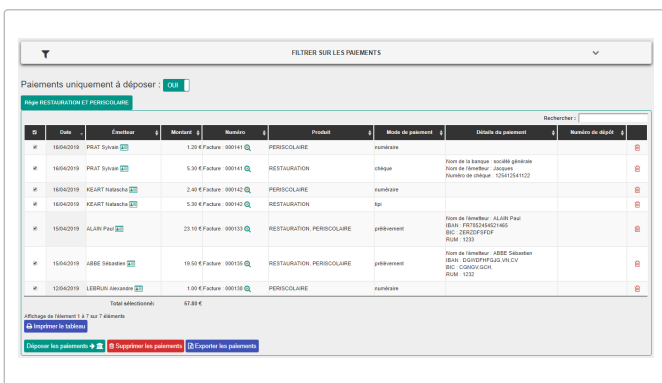 FILTRER SUR LES PAIEMENTS
Paiements uniquement à déposer : OUI
Régie RESTAURATION ET PERISCOLAIRE
Rechercher :
Date Émetteur Montant Numéro Produit Mode de paiement Détails du paiement Numéro de dépôt
16/04/2019 PRAT Sylvain 1.20 € Facture : 000141 PERISCOLAIRE numéraire
Nom de la banque : société générale
16/04/2019 PRAT Sylvain 5.30 € Facture : 000141 RESTAURATION chèque Nom de l'émetteur : Jacques
Numéro de chèque : 125412541122
16/04/2019 KEART Natascha 2.40 € Facture : 000142 PERISCOLAIRE numéraire
16/04/2019 KEART Natascha 5.30 € Facture : 000142 RESTAURATION tipi
Nom de l'émetteur : ALAIN Paul
IBAN : FR7052454521465
15/04/2019 ALAIN Paul 23.10 € Facture : 000133 RESTAURATION, PERISCOLAIRE prélèvement
BIC : ZERZDFSFDF
RUM : 1233
Nom de l'émetteur : ABBE Sébastien
IBAN : DGWDFHFGJG,VN,CV
15/04/2019 ABBE Sébastien 19.50 € Facture : 000135 RESTAURATION, PERISCOLAIRE prélèvement
BIC : CGNGV,GCH,
RUM : 1232
12/04/2019 LEBRUN Alexandre 1.00 € Facture : 000130 PERISCOLAIRE numéraire
Total sélectionné: 57.80 €
Affichage de l'élement 1 à 7 sur 7 éléments
Imprimer le tableau
Déposer les paiements Supprimer les paiements Exporter les paiements